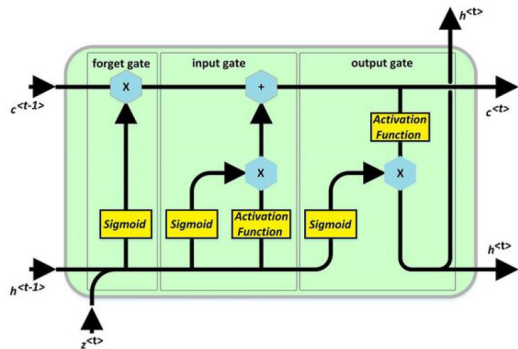 h<t>
forget gate
input gate
output gate
X
+
c<t-1>
c<t>
Activation
Function
X
X
Sigmoid
Sigmoid
Activation
Function
Sigmoid
h<t-1>
h<t>
z<t>